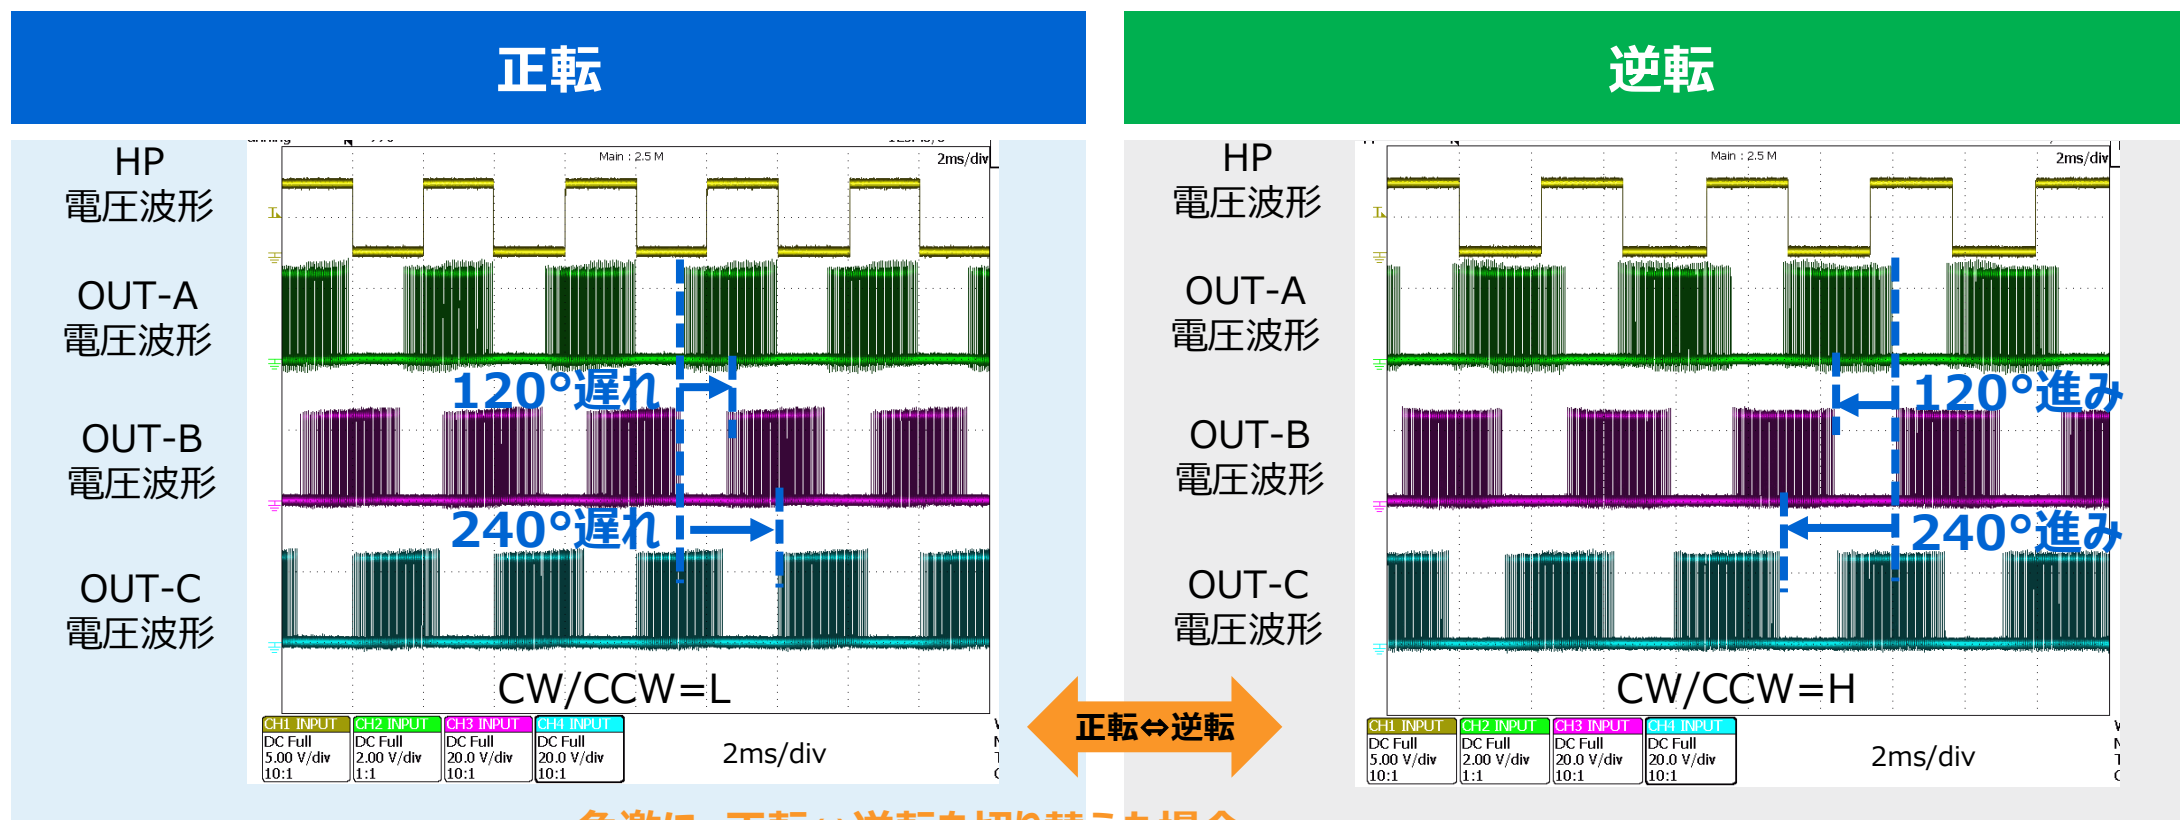 正転
逆転
HP
電圧波形
OUT-A
電圧波形
OUT-B
電圧波形
OUT-C
電圧波形
Main : 2.5 M
2ms/div
120°遅れ
240°遅れ
CW/CCW=L
CH1 INPUT
DC Full
5.00 V/div
10:1
CH2 INPUT
DC Full
2.00 V/div
1:1
CH3 INPUT
DC Full
20.0 V/div
10:1
CH4 INPUT
DC Full
20.0 V/div
10:1
2ms/div
正転⇔逆転
HP
電圧波形
OUT-A
電圧波形
OUT-B
電圧波形
OUT-C
電圧波形
Main : 2.5 M
2ms/div
120°進み
240°進み
CW/CCW=H
CH1 INPUT
DC Full
5.00 V/div
10:1
CH2 INPUT
DC Full
2.00 V/div
1:1
CH3 INPUT
DC Full
20.0 V/div
10:1
CH4 INPUT
DC Full
20.0 V/div
10:1
2ms/div